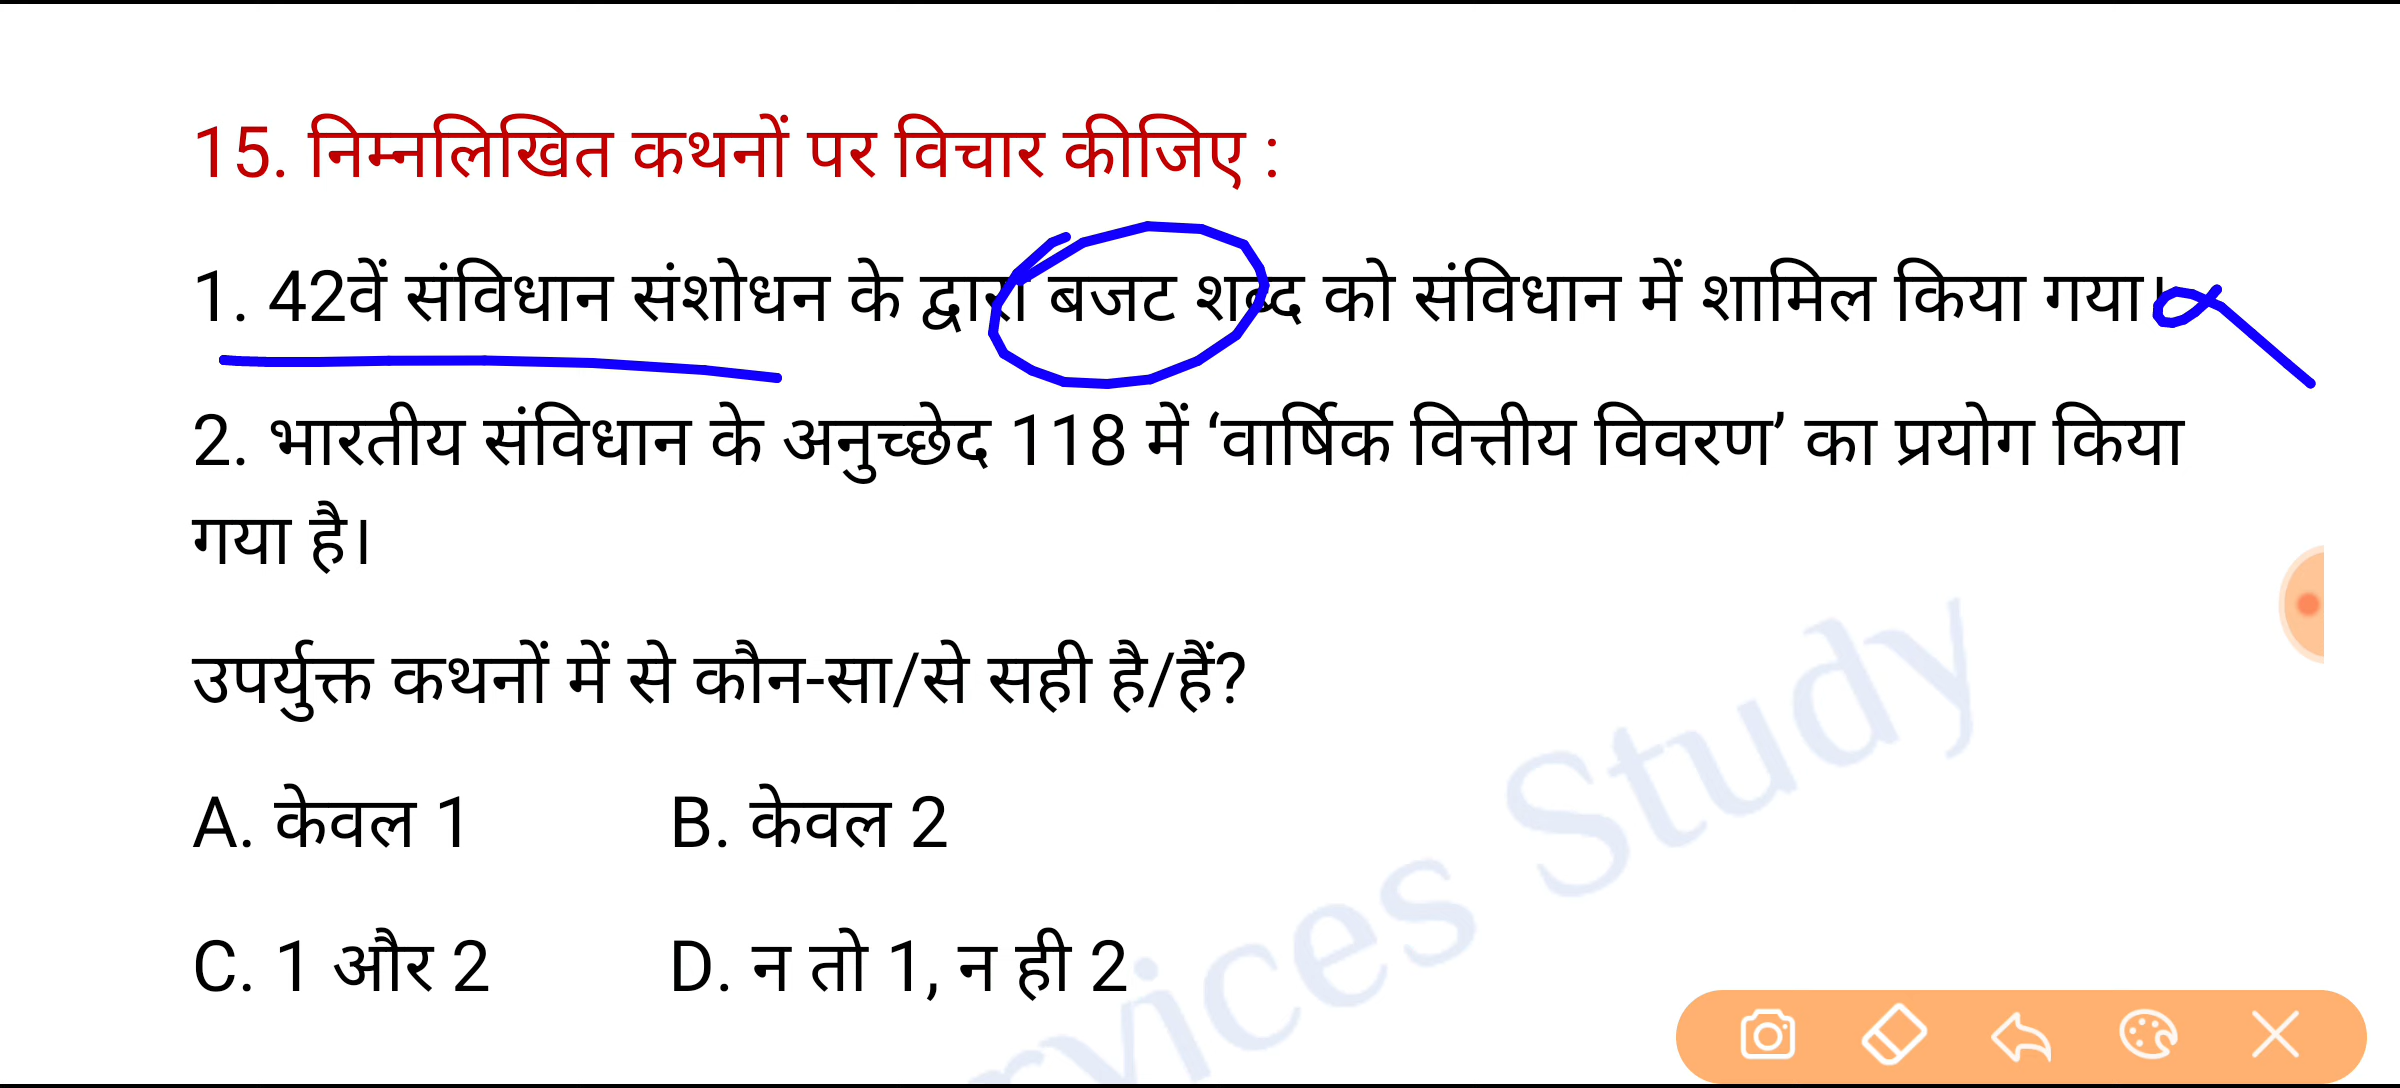 15. निम्नलिखित कथनों पर विचार कीजिए :
1. 42वें संविधान संशोधन के द्वारा बजट शब्द को संविधान में शामिल किया गया।
2. भारतीय संविधान के अनुच्छेद 118 में ‘वार्षिक वित्तीय विवरण’ का प्रयोग किया
गया है।
उपर्युक्त कथनों में से कौन-सा/से सही है/हैं?
A. केवल 1 B. केवल 2
C. 1 और 2 D. न तो 1, न ही 2
Study